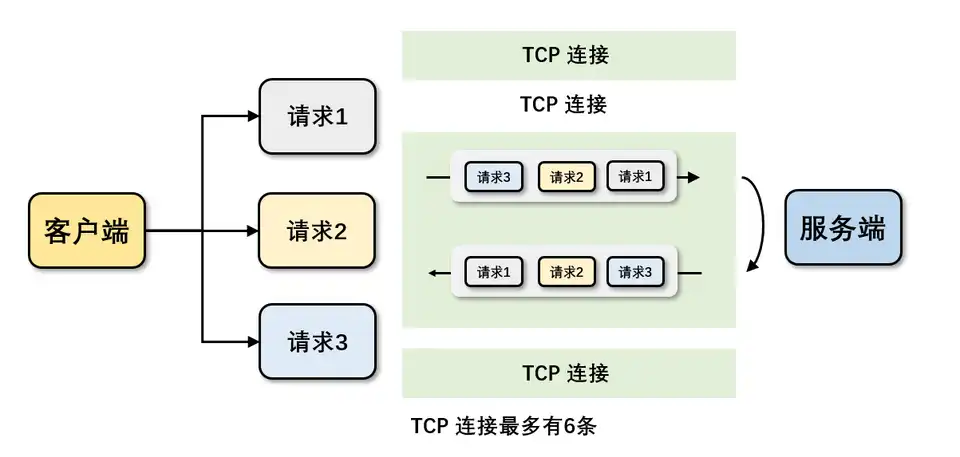 客户端
请求1
请求2
请求3
TCP 连接
TCP 连接
请求3
请求2
请求1
请求1
请求2
请求3
TCP 连接
TCP 连接最多有6条
服务端